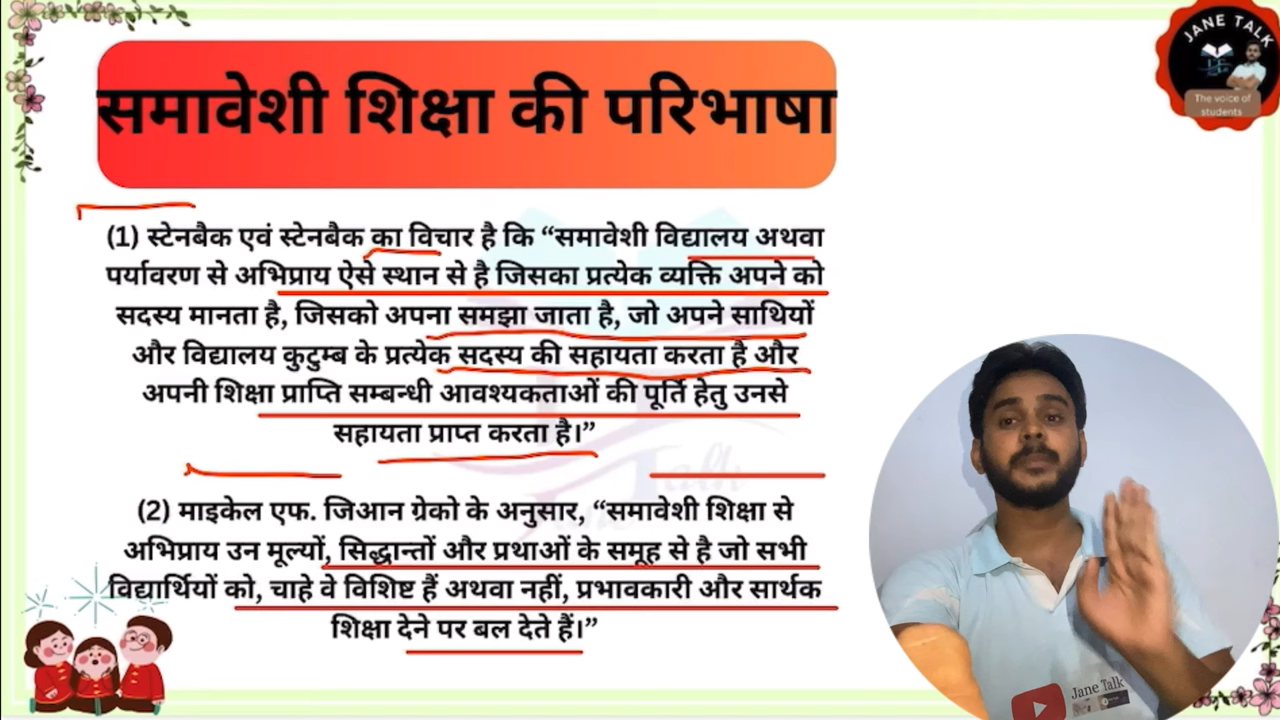 समावेशी शिक्षा की परिभाषा
JANE TALK
The voice of
students
(1) स्टेनबैक एवं स्टेनबैक का विचार है कि “समावेशी विद्यालय अथवा
पर्यावरण से अभिप्राय ऐसे स्थान से है जिसका प्रत्येक व्यक्ति अपने को
सदस्य मानता है, जिसको अपना समझा जाता है, जो अपने साथियों
और विद्यालय कुटुम्ब के प्रत्येक सदस्य की सहायता करता है और
अपनी शिक्षा प्राप्ति सम्बन्धी आवश्यकताओं की पूर्ति हेतु उनसे
सहायता प्राप्त करता है।”
(2) माइकेल एफ. जिआन ग्रेको के अनुसार, “समावेशी शिक्षा से
अभिप्राय उन मूल्यों, सिद्धान्तों और प्रथाओं के समूह से है जो सभी
विद्यार्थियों को, चाहे वे विशिष्ट हैं अथवा नहीं, प्रभावकारी और सार्थक
शिक्षा देने पर बल देते हैं।”
Jane Talk